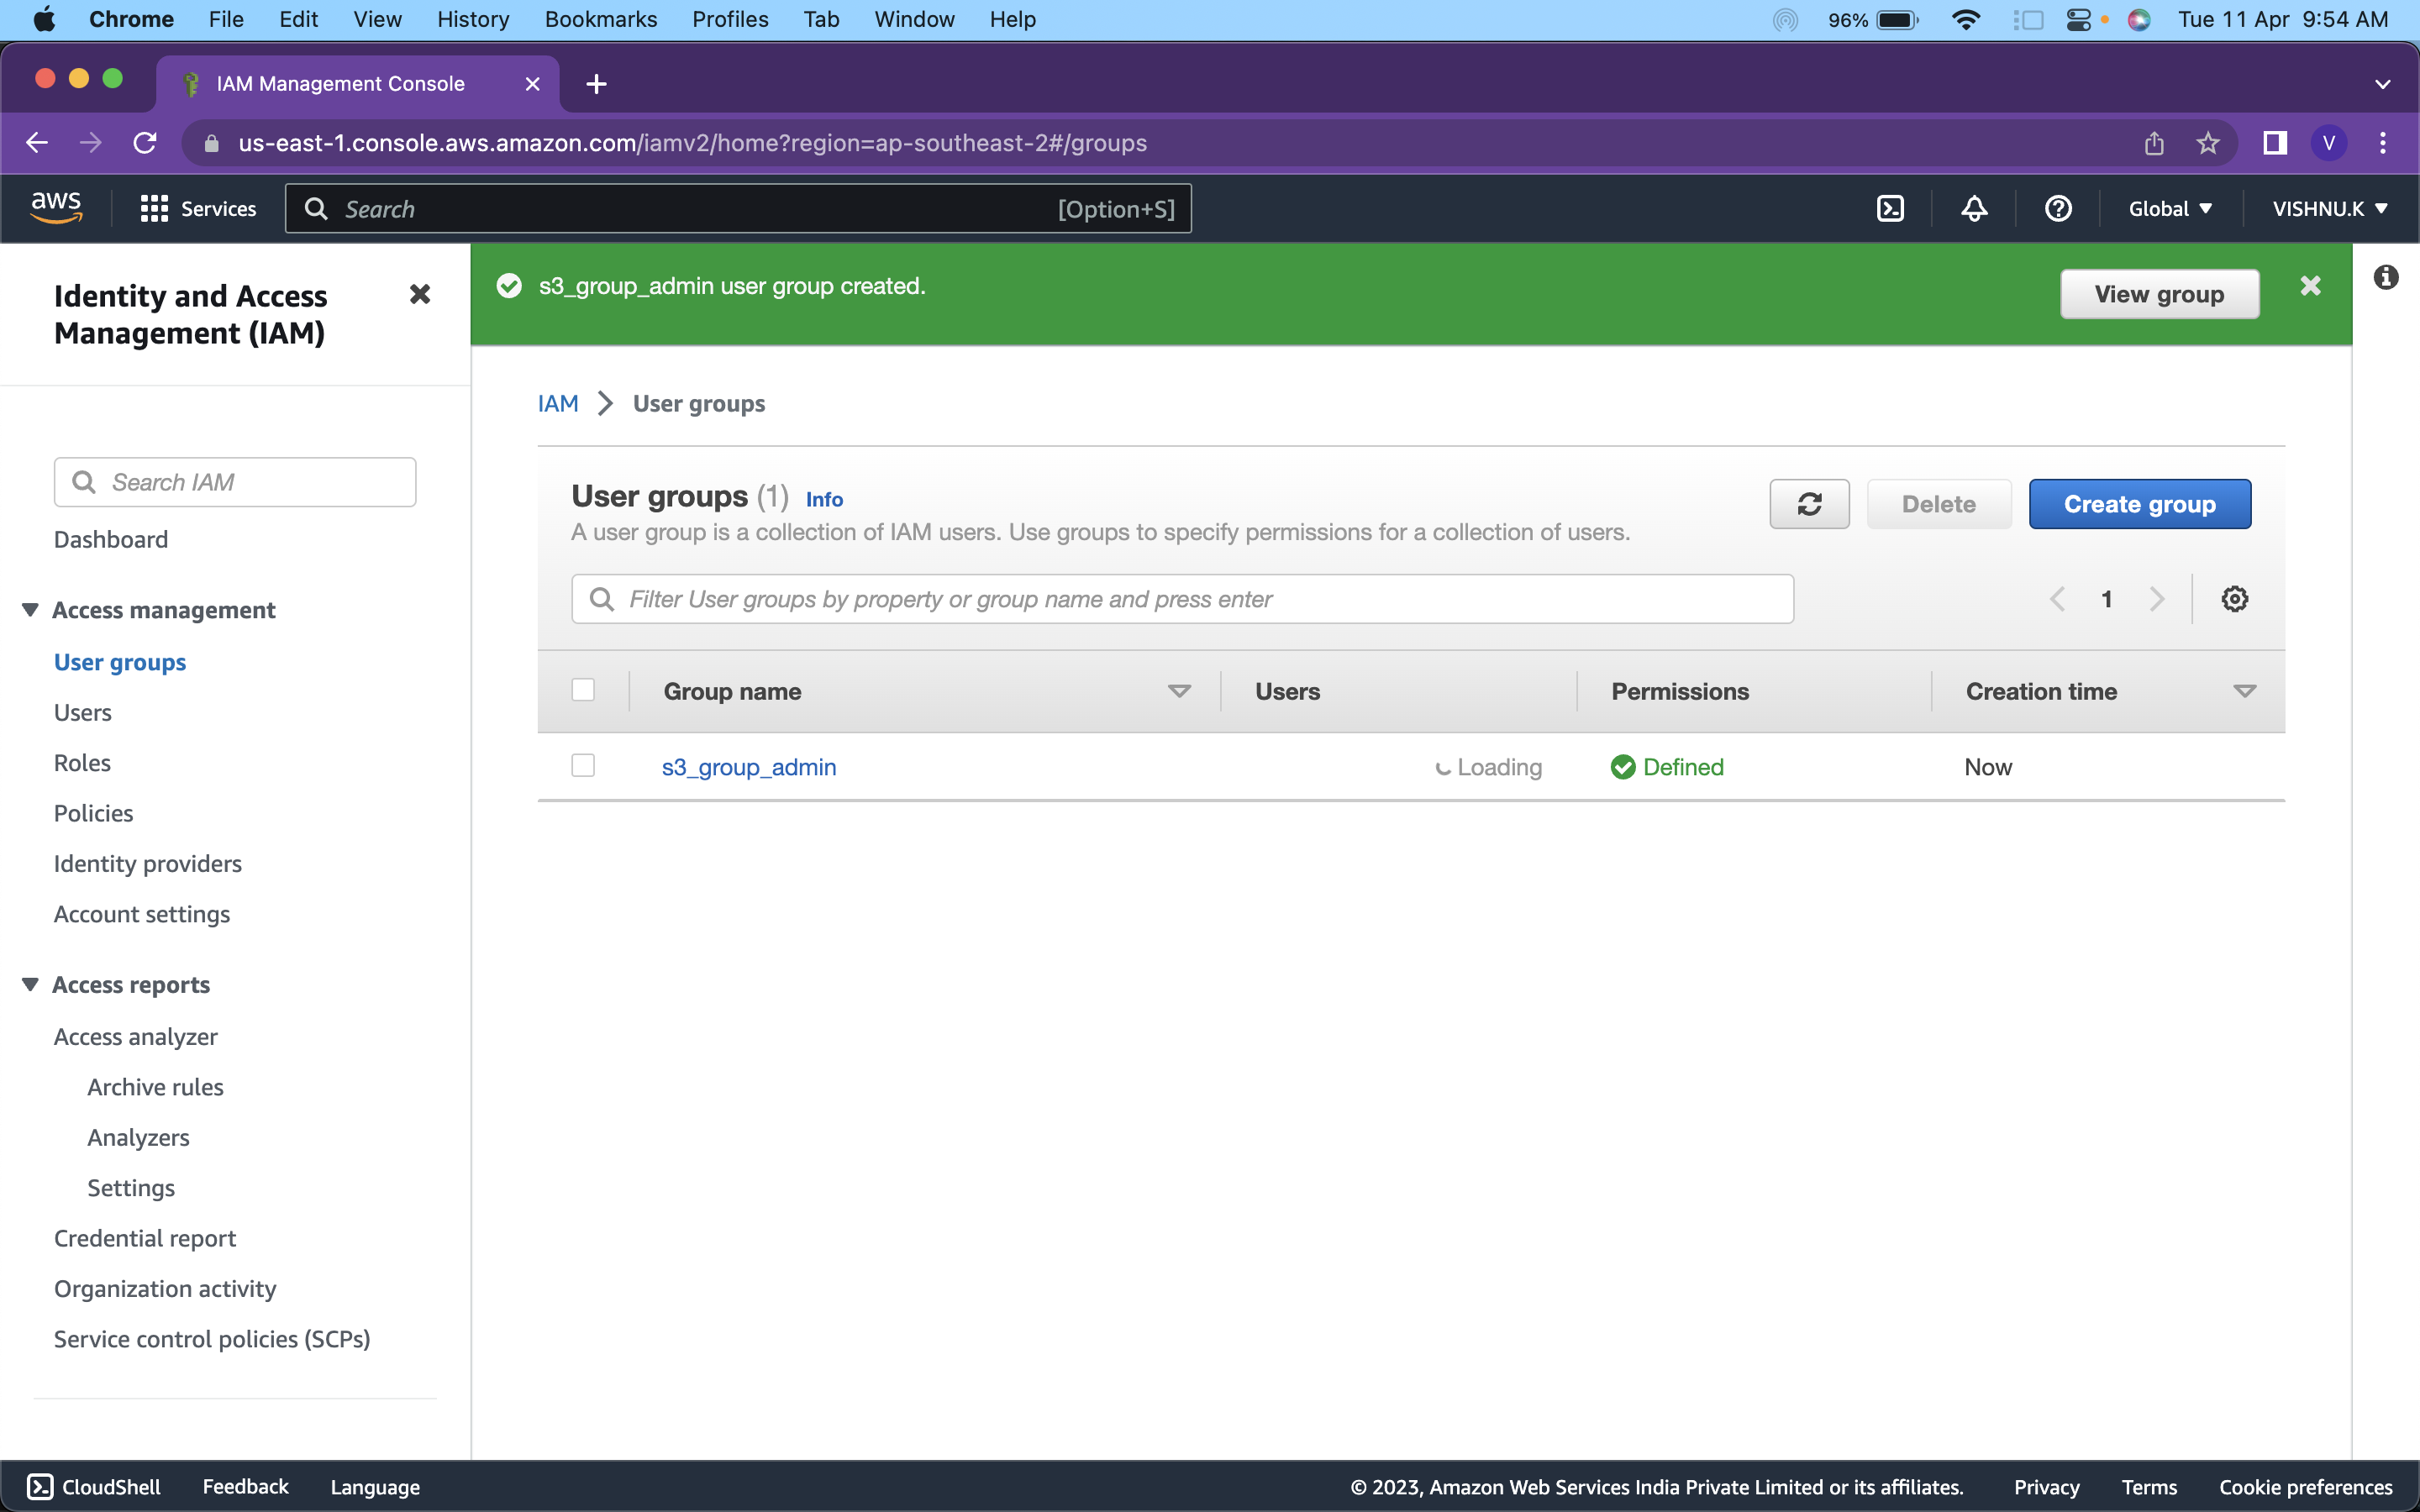 Chrome File Edit View History Bookmarks Profiles Tab Window Help 96% Tue 11 Apr 9:54 AM
IAM Management Console
us-east-1.console.aws.amazon.com/iamv2/home?region=ap-southeast-2#/groups V
aws Services Search [Option+S] Global VISHNU.K
Identity and Access
Management (IAM)
Search IAM
Dashboard
Access management
User groups
Users
Roles
Policies
Identity providers
Account settings
Access reports
Access analyzer
Archive rules
Analyzers
Settings
Credential report
Organization activity
Service control policies (SCPs)
s3_group_admin user group created. View group
IAM User groups
User groups (1) Info
A user group is a collection of IAM users. Use groups to specify permissions for a collection of users.
Delete Create group
Filter User groups by property or group name and press enter 1
Group name Users Permissions Creation time
s3_group_admin Loading Defined Now
CloudShell Feedback Language © 2023, Amazon Web Services India Private Limited or its affiliates. Privacy Terms Cookie preferences